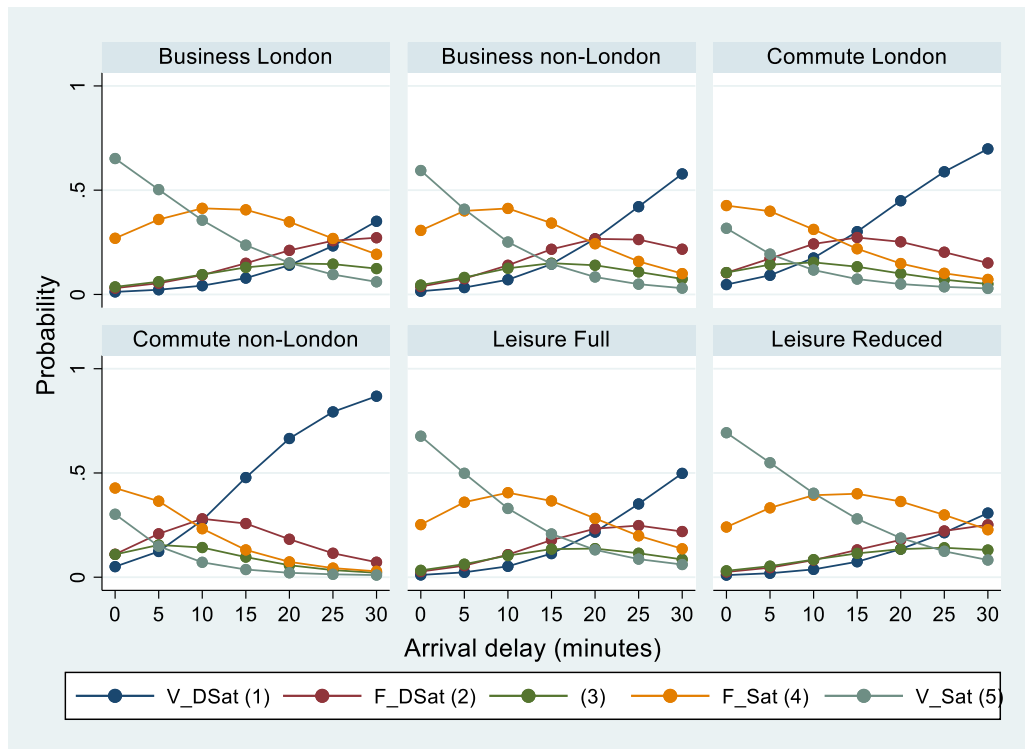 Business London
Business non-London
Commute London
1
.5
0
Commute non-London
Leisure Full
Leisure Reduced
1
.5
0
Probability
0 5 10 15 20 25 30
0 5 10 15 20 25 30
0 5 10 15 20 25 30
Arrival delay (minutes)
V_DSat (1) F_DSat (2) (3) F_Sat (4) V_Sat (5)